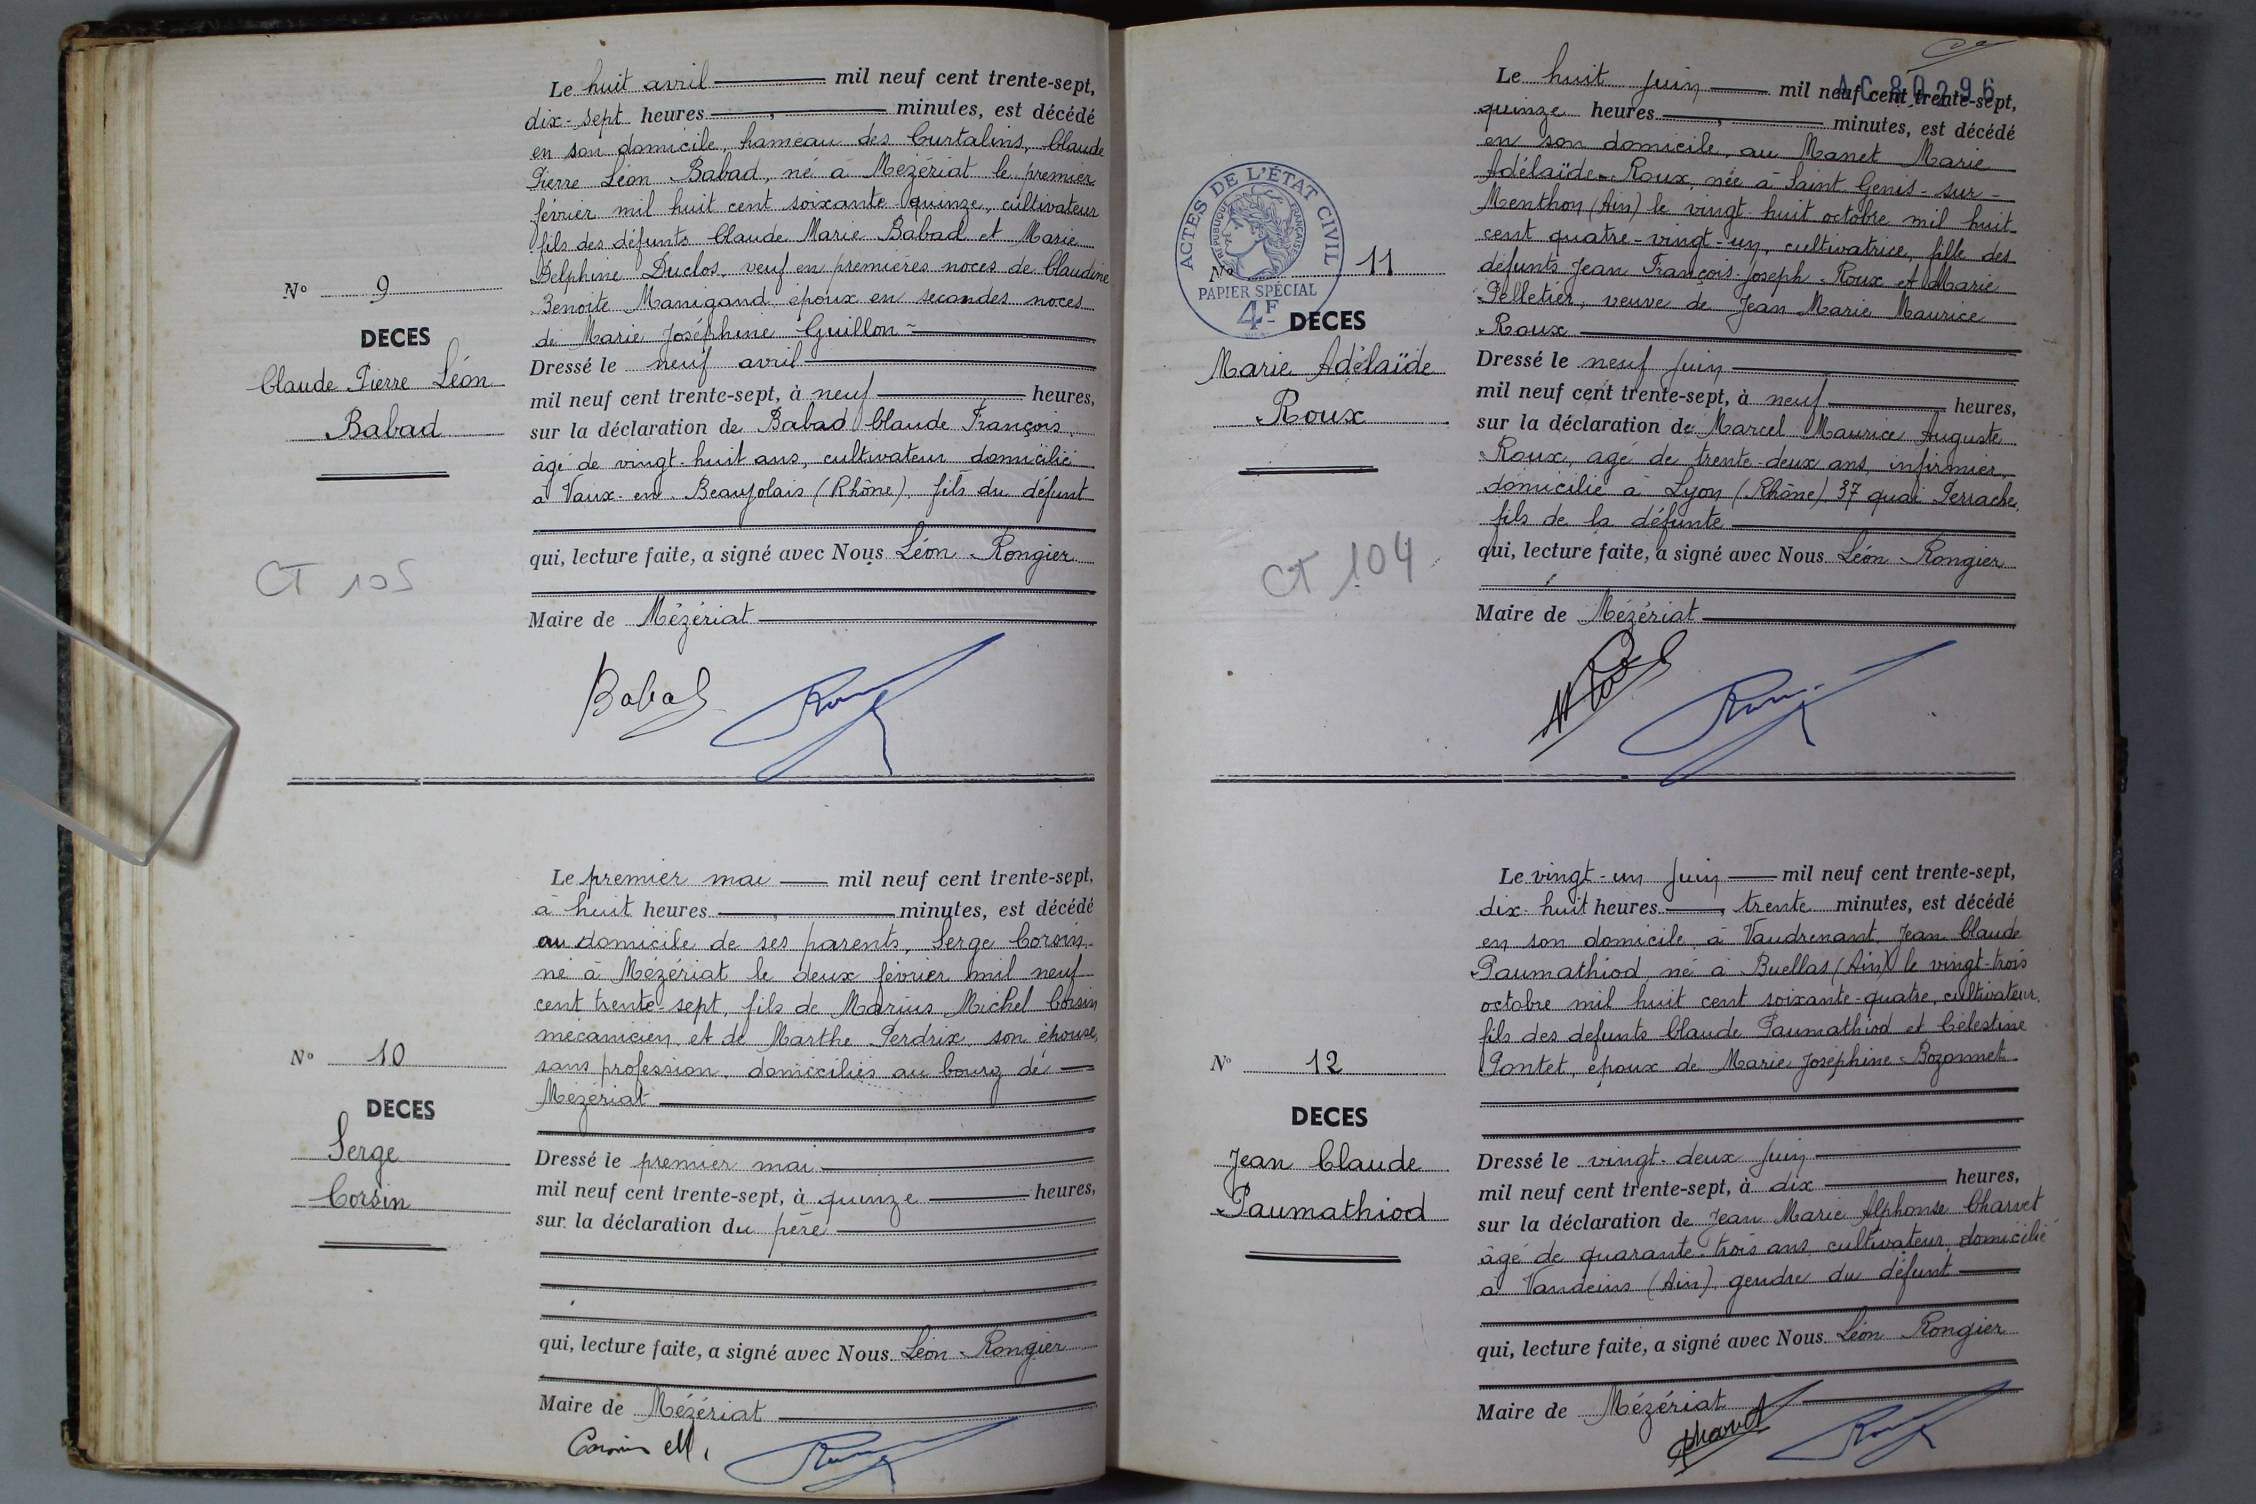 Le huit avril mil neuf cent trente-sept,
dix-sept heures , minutes, est décédé
en son domicile, hameau des Curtalins, Claude
Pierre Léon Babad, né à Mézériat le premier
février mil huit cent soixante-quinze, cultivateur
fils des défunts Claude Marie Babad et Marie
Delphine Duclos, veuf en premières noces de Claudine
Benoite Manigand époux en secondes noces
de Marie Joséphine Guillon
Dressé le neuf avril
mil neuf cent trente-sept, à neuf heures,
sur la déclaration de Babad Claude François,
âgé de vingt-huit ans, cultivateur domicilié
à Vaux-en-Beaujolais (Rhône), fils du défunt
qui, lecture faite, a signé avec Nous Léon Rongier
Maire de Mézériat
Babad
N° 9
DECES
Claude Pierre Léon
Babad
CT 105
Le premier mai mil neuf cent trente-sept,
à huit heures , minutes, est décédé
au domicile de ses parents, Serge Corsin,
né à Mézériat le deux février mil neuf
cent trente-sept, fils de Marius Michel Corsin
mécanicien et de Marthe Perdrix, son épouse,
sans profession, domiciliés au bourg de
Mézériat
Dressé le premier mai
mil neuf cent trente-sept, à quinze heures,
sur la déclaration du père
qui, lecture faite, a signé avec Nous Léon Rongier
Maire de Mézériat
Corsin M.
N° 10
DECES
Serge
Corsin
AC 80296
Le huit juin mil neuf cent trente-sept,
quinze heures , minutes, est décédé
en son domicile, au Manet Marie
Adélaïde Roux, née à Saint Genis-sur-
Menthon (Ain) le vingt huit octobre mil huit
cent quatre-vingt-un, cultivatrice, fille des
défunts Jean François-Joseph Roux et Marie
Pelletier, veuve de Jean Marie Maurice
Roux
Dressé le neuf juin
mil neuf cent trente-sept, à neuf heures,
sur la déclaration de Marcel Maurice Auguste
Roux, âgé de trente-deux ans, infirmier,
domicilié à Lyon (Rhône) 37 quai Perrache,
fils de la défunte
qui, lecture faite, a signé avec Nous Léon Rongier
Maire de Mézériat
ACTES DE L'ÉTAT CIVIL
RÉPUBLIQUE FRANÇAISE
PAPIER SPÉCIAL
4F
N° 11
DECES
Marie Adélaïde
Roux
CT 104
Le vingt-un juin mil neuf cent trente-sept,
dix-huit heures , trente minutes, est décédé
en son domicile à Vaudrenant, Jean Claude
Paumathiod, né à Buellas (Ain) le vingt-trois
octobre mil huit cent soixante-quatre, cultivateur,
fils des défunts Claude Paumathiod et Célestine
Pontet, époux de Marie Joséphine Bozonnet
Dressé le vingt-deux juin
mil neuf cent trente-sept, à dix heures,
sur la déclaration de Jean Marie Alphonse Charvet
âgé de quarante-trois ans cultivateur, domicilié
à Vandeins (Ain), gendre du défunt
qui, lecture faite, a signé avec Nous Léon Rongier
Maire de Mézériat
Charvet
N° 12
DECES
Jean Claude
Paumathiod